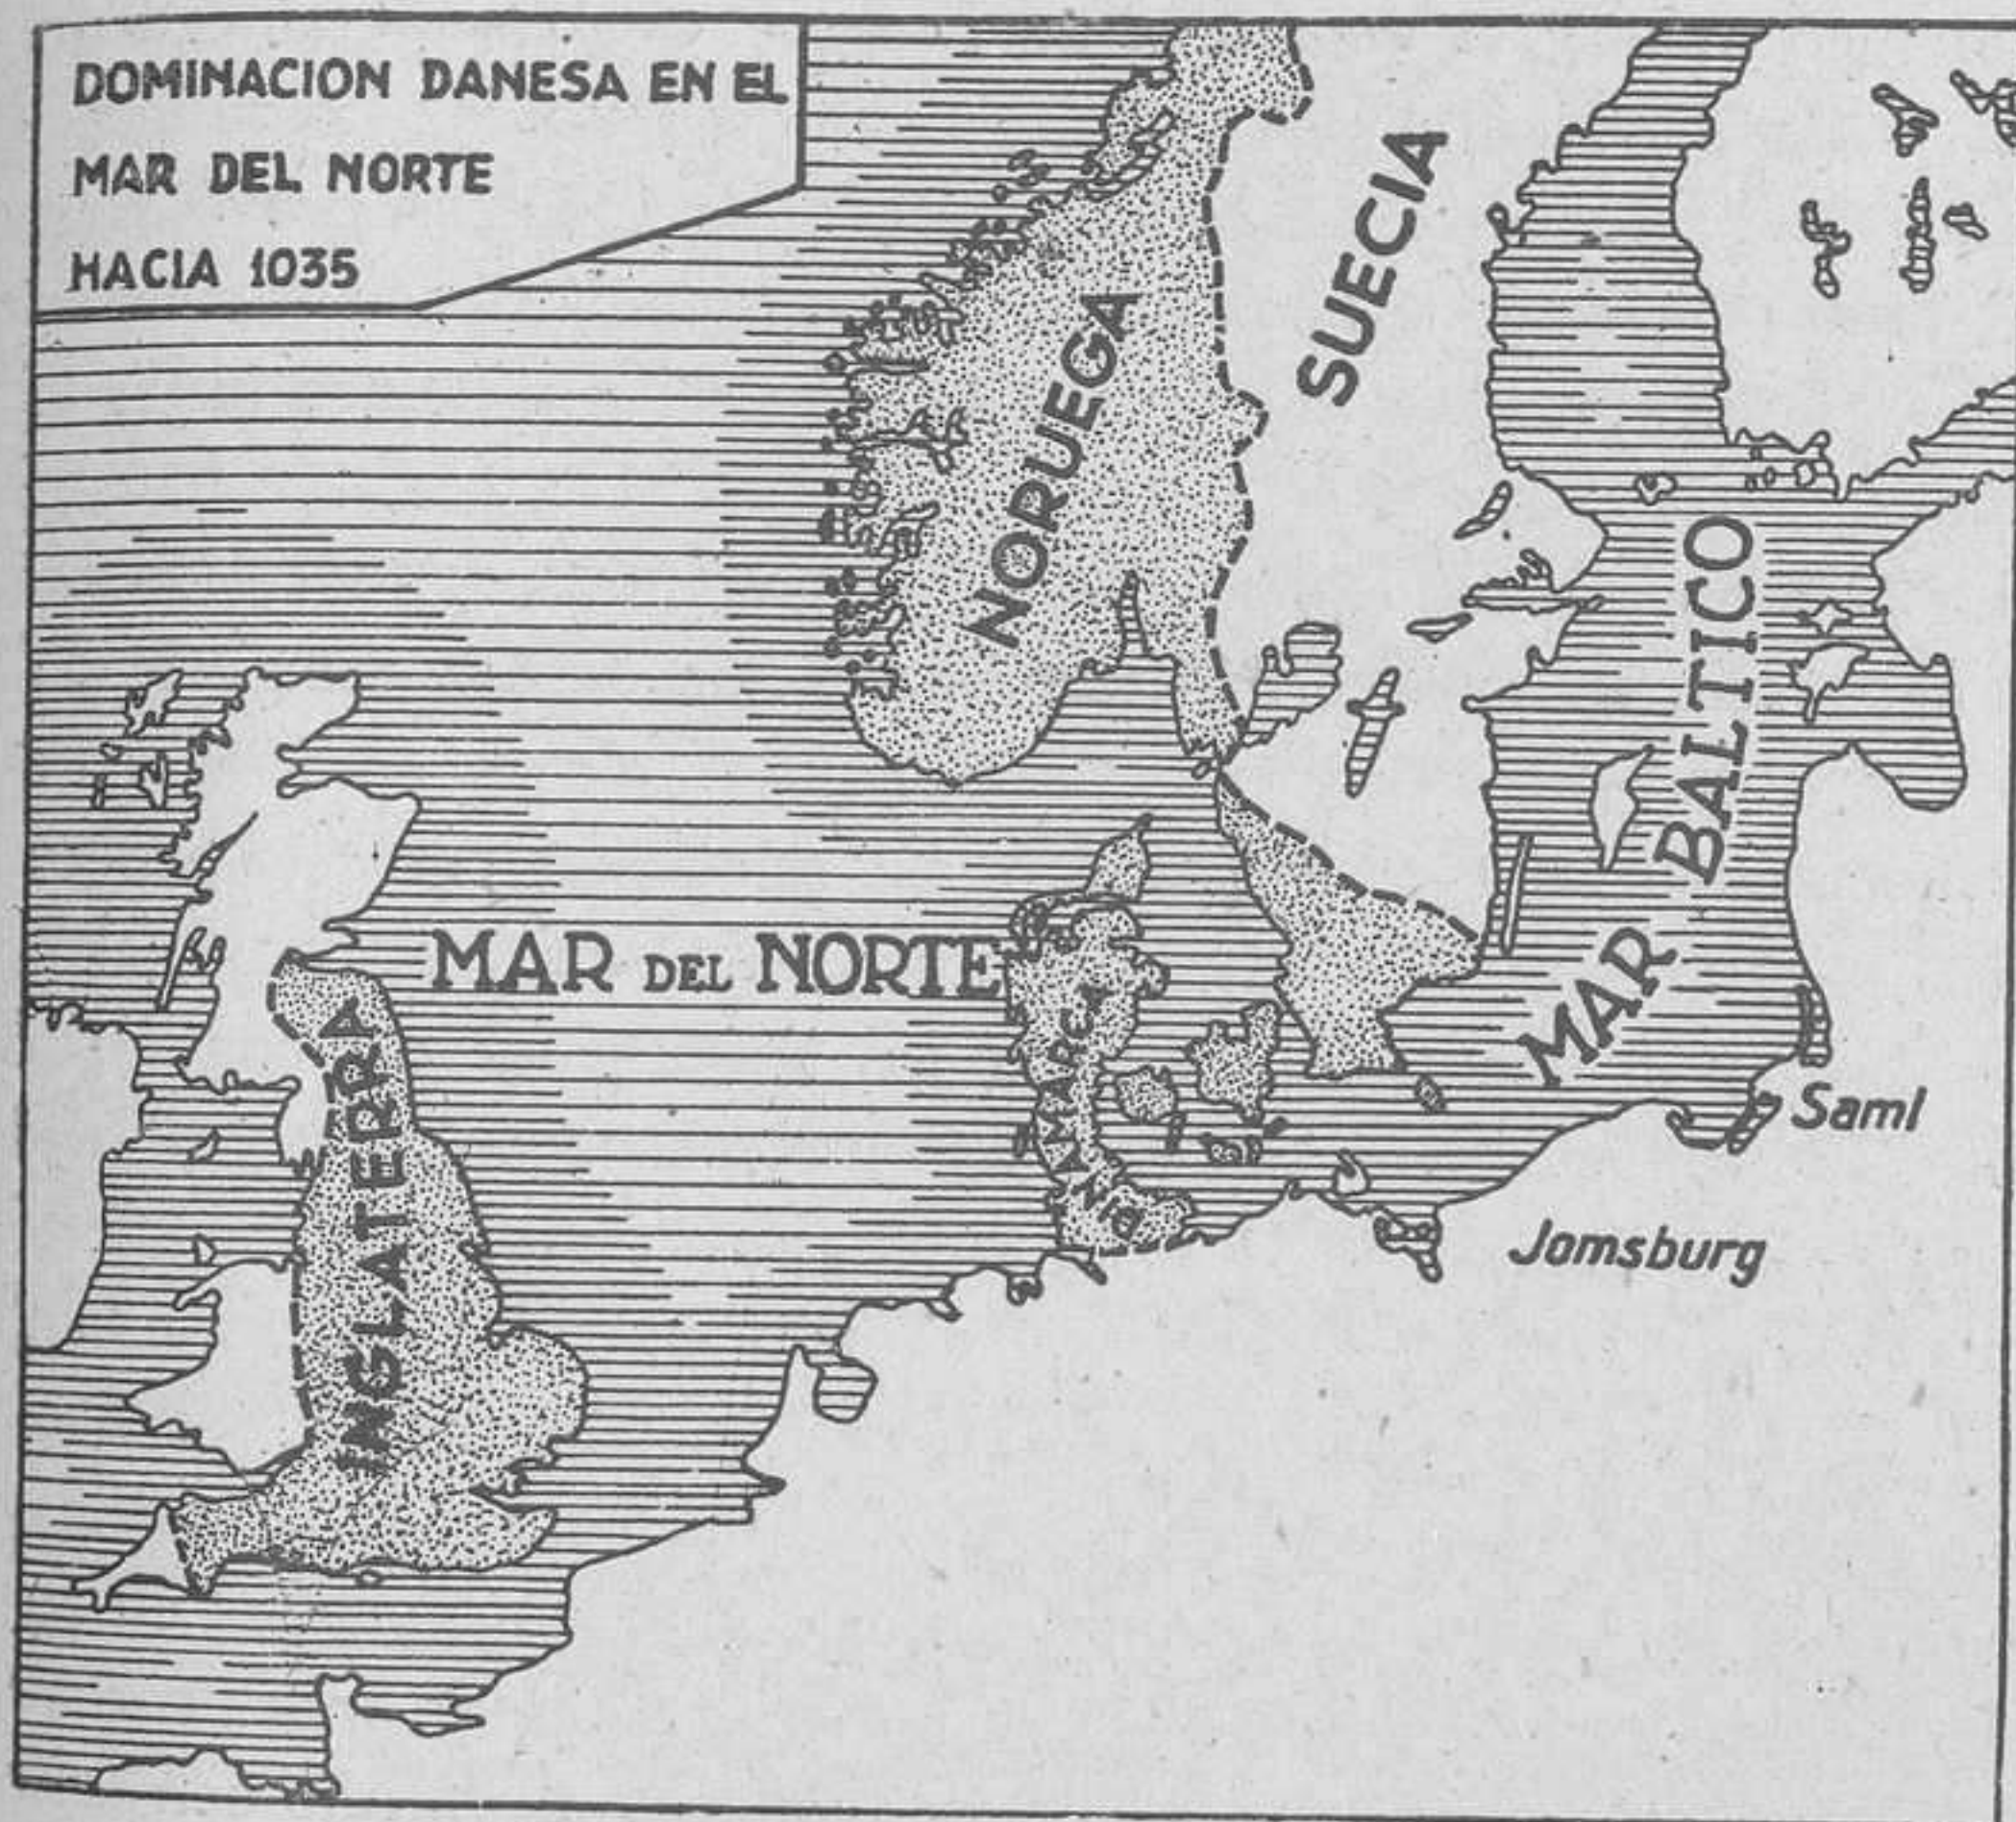 DOMINACION DANESA EN EL
MAR DEL NORTE
HACIA 1035
SUECIA
NORUEGA
MAR BALTICO
MAR DEL NORTE
DINAMARCA
INGLATERRA
Saml
Jomsburg